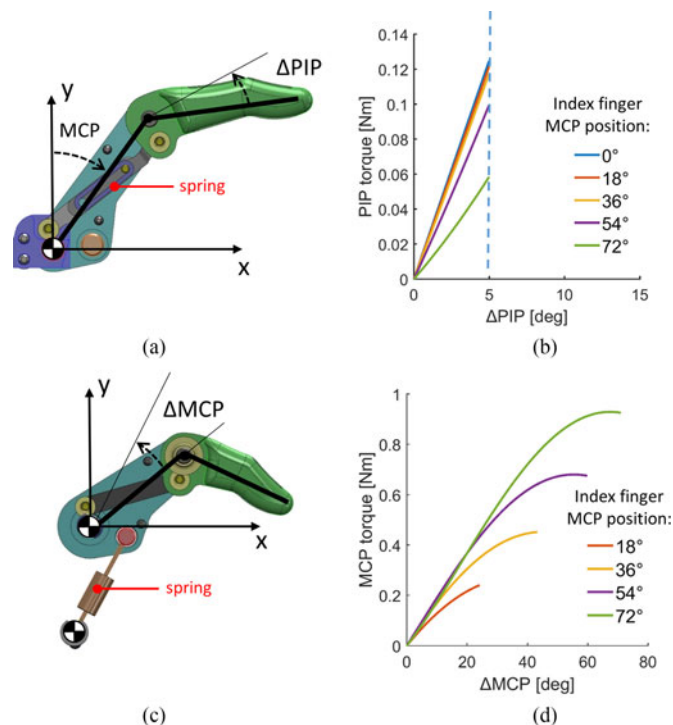 y
MCP
ΔPIP
spring
x
(a)
0.14
0.12
0.1
0.08
0.06
0.04
0.02
0
PIP torque [Nm]
0 5 10 15
ΔPIP [deg]
Index finger
MCP position:
0°
18°
36°
54°
72°
(b)
y
ΔMCP
x
spring
(c)
1
0.8
0.6
0.4
0.2
0
MCP torque [Nm]
0 20 40 60 80
ΔMCP [deg]
Index finger
MCP position:
18°
36°
54°
72°
(d)